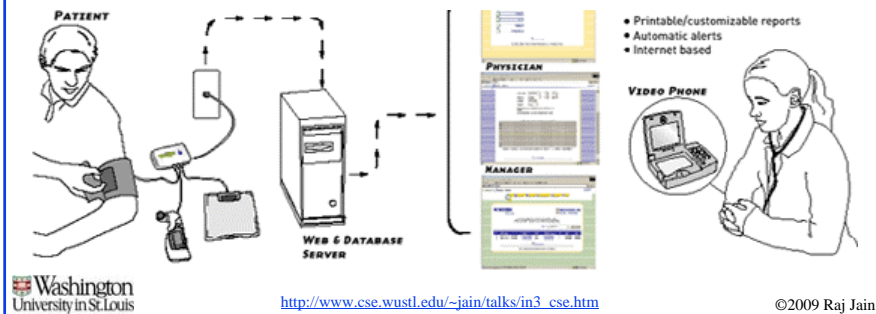 PATIENT
• Printable/customizable reports
• Automatic alerts
• Internet based
PHYSICIAN
VIDEO PHONE
MANAGER
WEB & DATABASE
SERVER
Washington
University in St. Louis
http://www.cse.wustl.edu/~jain/talks/in3_cse.htm
©2009 Raj Jain